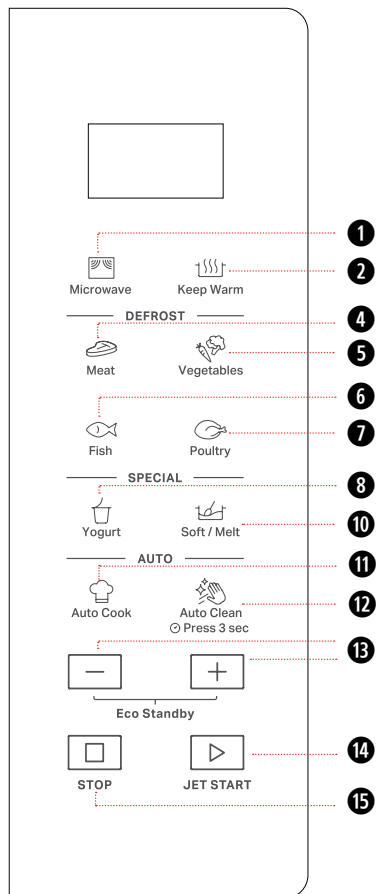 1
Microwave Keep Warm
2
DEFROST
4
Meat Vegetables
5
6
Fish Poultry
7
SPECIAL
8
Yogurt Soft / Melt
10
AUTO
11
Auto Cook Auto Clean
12
Press 3 sec
13
− +
Eco Standby
14
STOP JET START
15